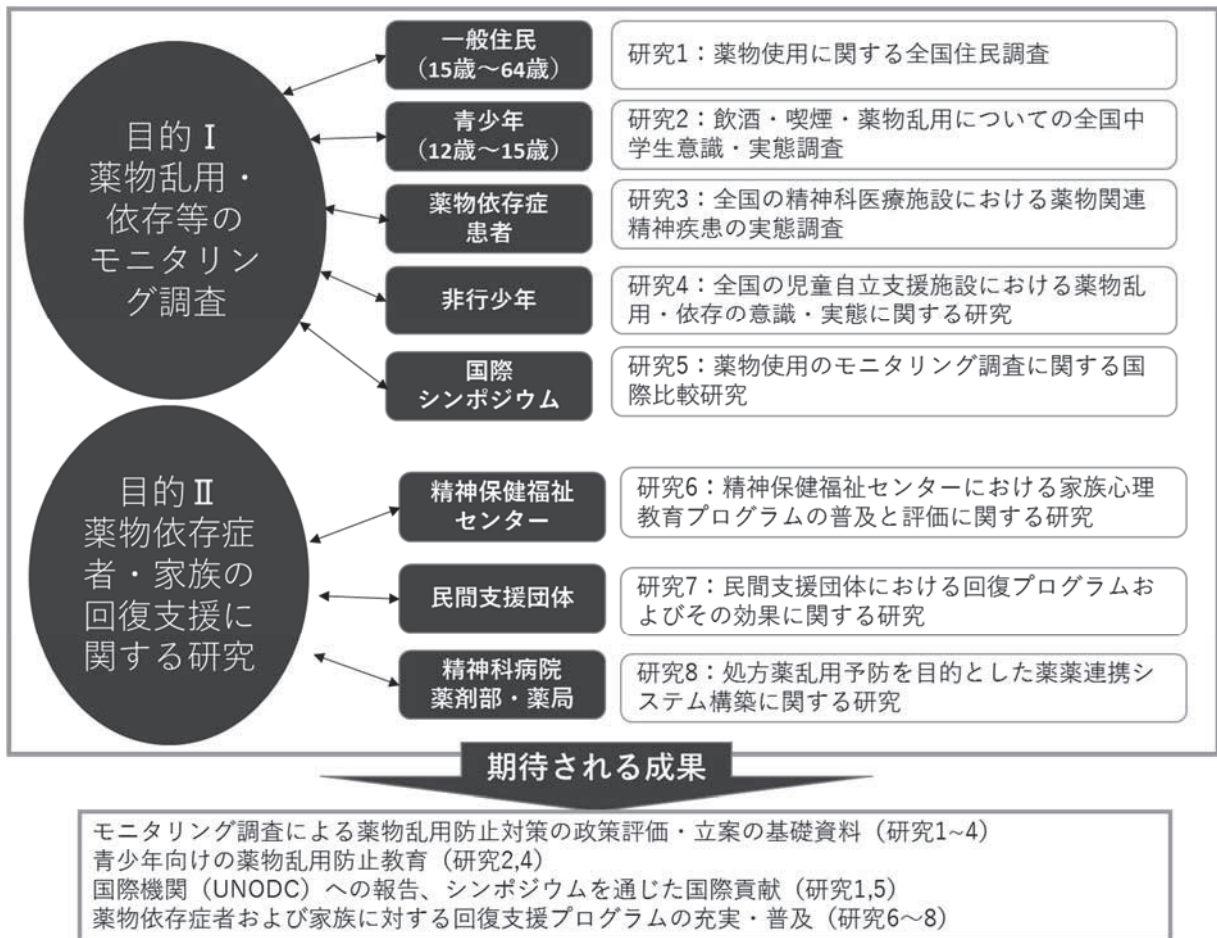 目的Ⅰ
薬物乱用・
依存等の
モニタリン
グ調査
一般住民
（15歳～64歳）
研究1：薬物使用に関する全国住民調査
青少年
（12歳～15歳）
研究2：飲酒・喫煙・薬物乱用についての全国中
学生意識・実態調査
薬物依存症
患者
研究3：全国の精神科医療施設における薬物関連
精神疾患の実態調査
非行少年
研究4：全国の児童自立支援施設における薬物乱
用・依存の意識・実態に関する研究
国際
シンポジウム
研究5：薬物使用のモニタリング調査に関する国
際比較研究
目的Ⅱ
薬物依存症
者・家族の
回復支援に
関する研究
精神保健福祉
センター
研究6：精神保健福祉センターにおける家族心理
教育プログラムの普及と評価に関する研究
民間支援団体
研究7：民間支援団体における回復プログラムお
よびその効果に関する研究
精神科病院
薬剤部・薬局
研究8：処方薬乱用予防を目的とした薬薬連携シ
ステム構築に関する研究
期待される成果
モニタリング調査による薬物乱用防止対策の政策評価・立案の基礎資料（研究1~4）
青少年向けの薬物乱用防止教育（研究2,4）
国際機関（UNODC）への報告、シンポジウムを通じた国際貢献（研究1,5）
薬物依存症者および家族に対する回復支援プログラムの充実・普及（研究6～8）